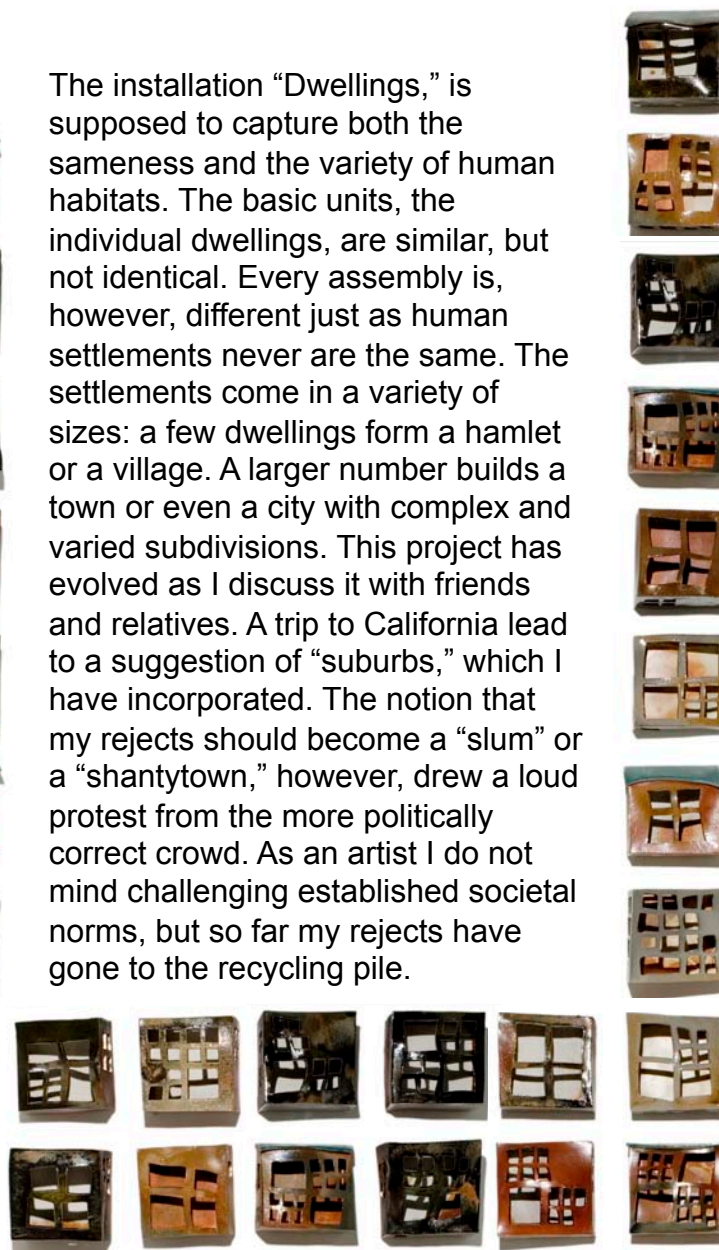 The installation “Dwellings,” is
supposed to capture both the
sameness and the variety of human
habitats. The basic units, the
individual dwellings, are similar, but
not identical. Every assembly is,
however, different just as human
settlements never are the same. The
settlements come in a variety of
sizes: a few dwellings form a hamlet
or a village. A larger number builds a
town or even a city with complex and
varied subdivisions. This project has
evolved as I discuss it with friends
and relatives. A trip to California lead
to a suggestion of “suburbs,” which I
have incorporated. The notion that
my rejects should become a “slum” or
a “shantytown,” however, drew a loud
protest from the more politically
correct crowd. As an artist I do not
mind challenging established societal
norms, but so far my rejects have
gone to the recycling pile.